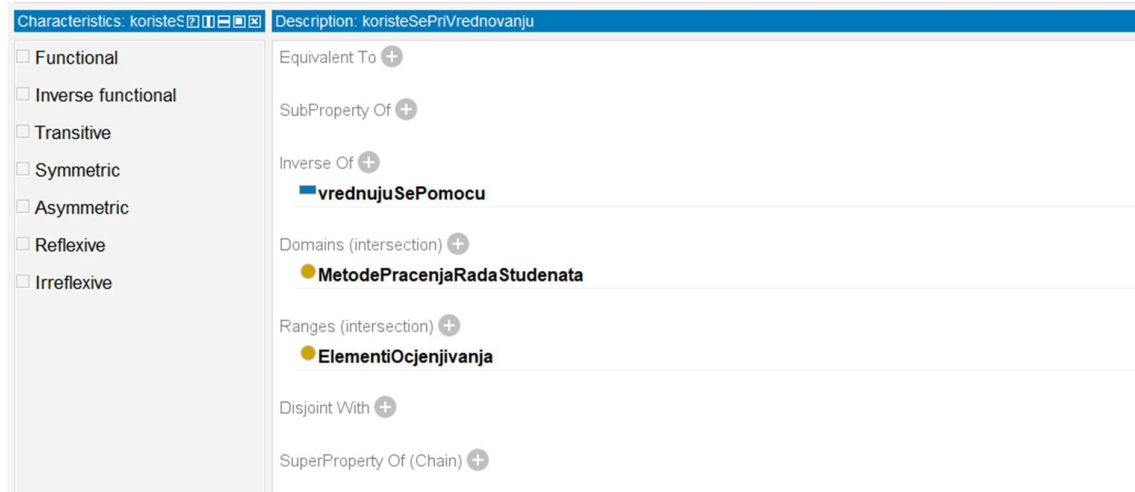 Characteristics: koristeS
Functional
Inverse functional
Transitive
Symmetric
Asymmetric
Reflexive
Irreflexive
Description: koristeSePriVrednovanju
Equivalent To
SubProperty Of
Inverse Of
vrednujuSePomocu
Domains (intersection)
MetodePracenjaRadaStudenata
Ranges (intersection)
ElementiOcjenjivanja
Disjoint With
SuperProperty Of (Chain)